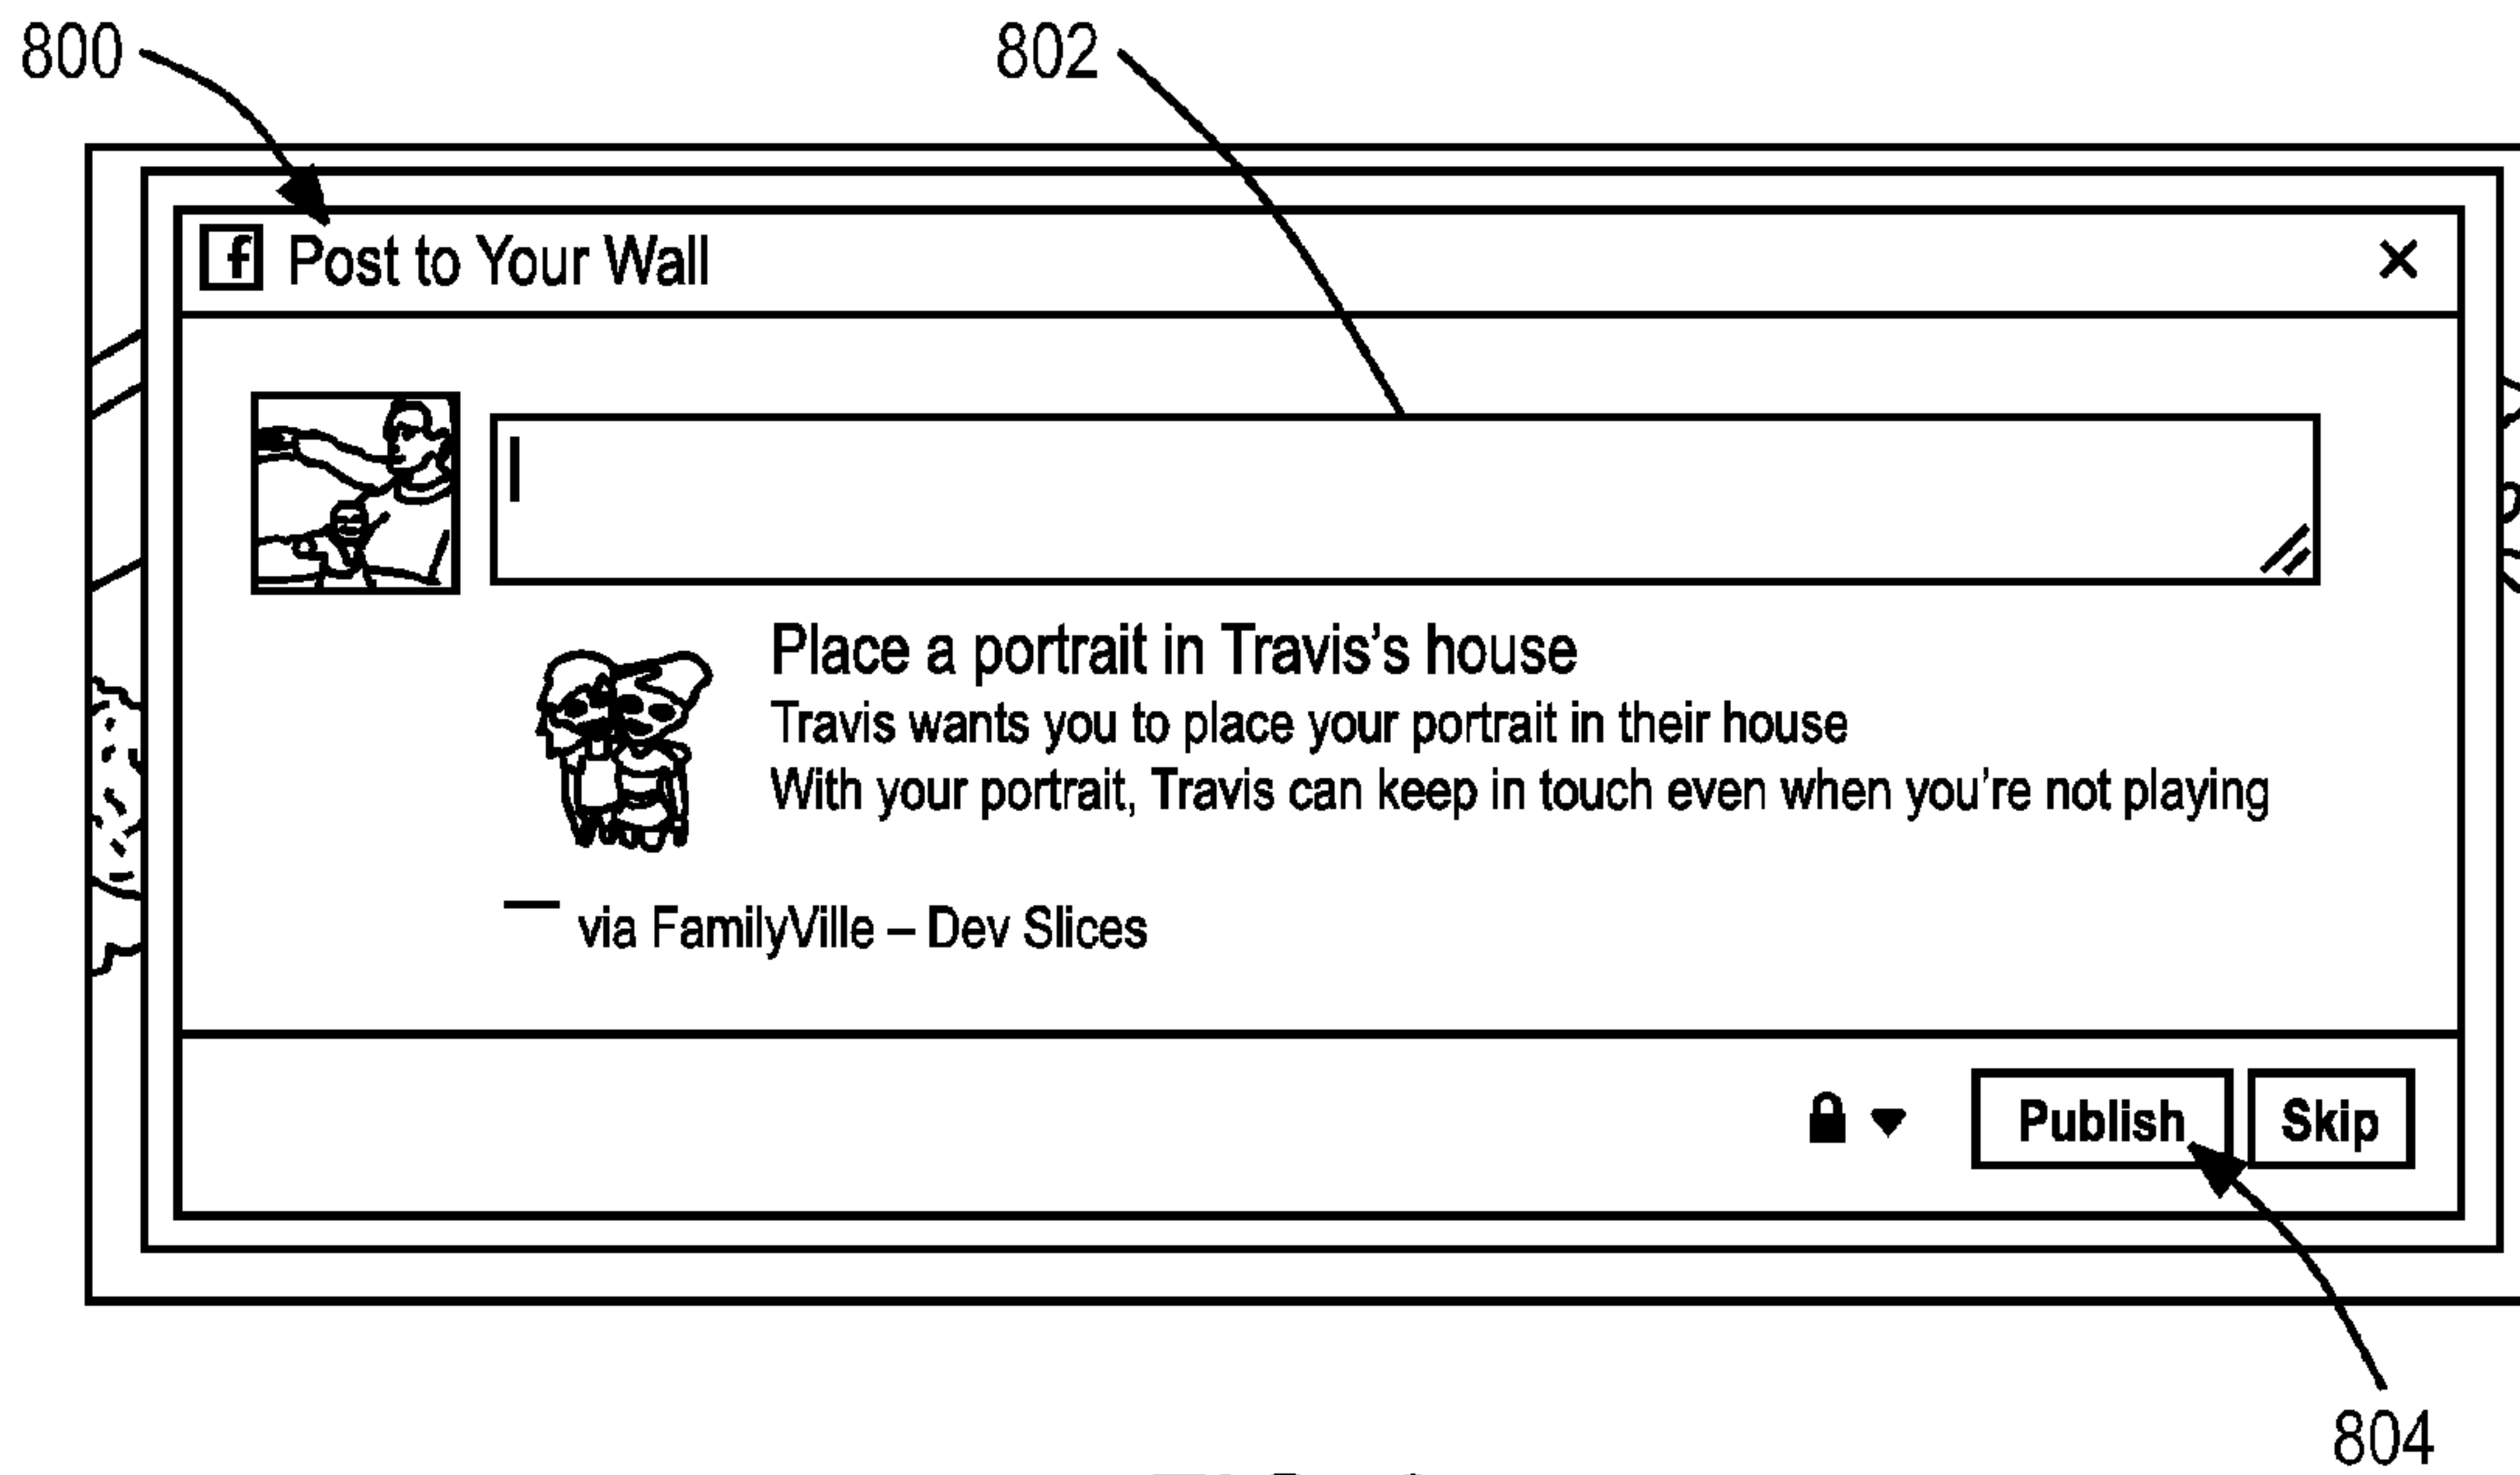 800
802
f Post to Your Wall ×
Place a portrait in Travis's house
Travis wants you to place your portrait in their house
With your portrait, Travis can keep in touch even when you're not playing
via FamilyVille – Dev Slices
Publish Skip
804